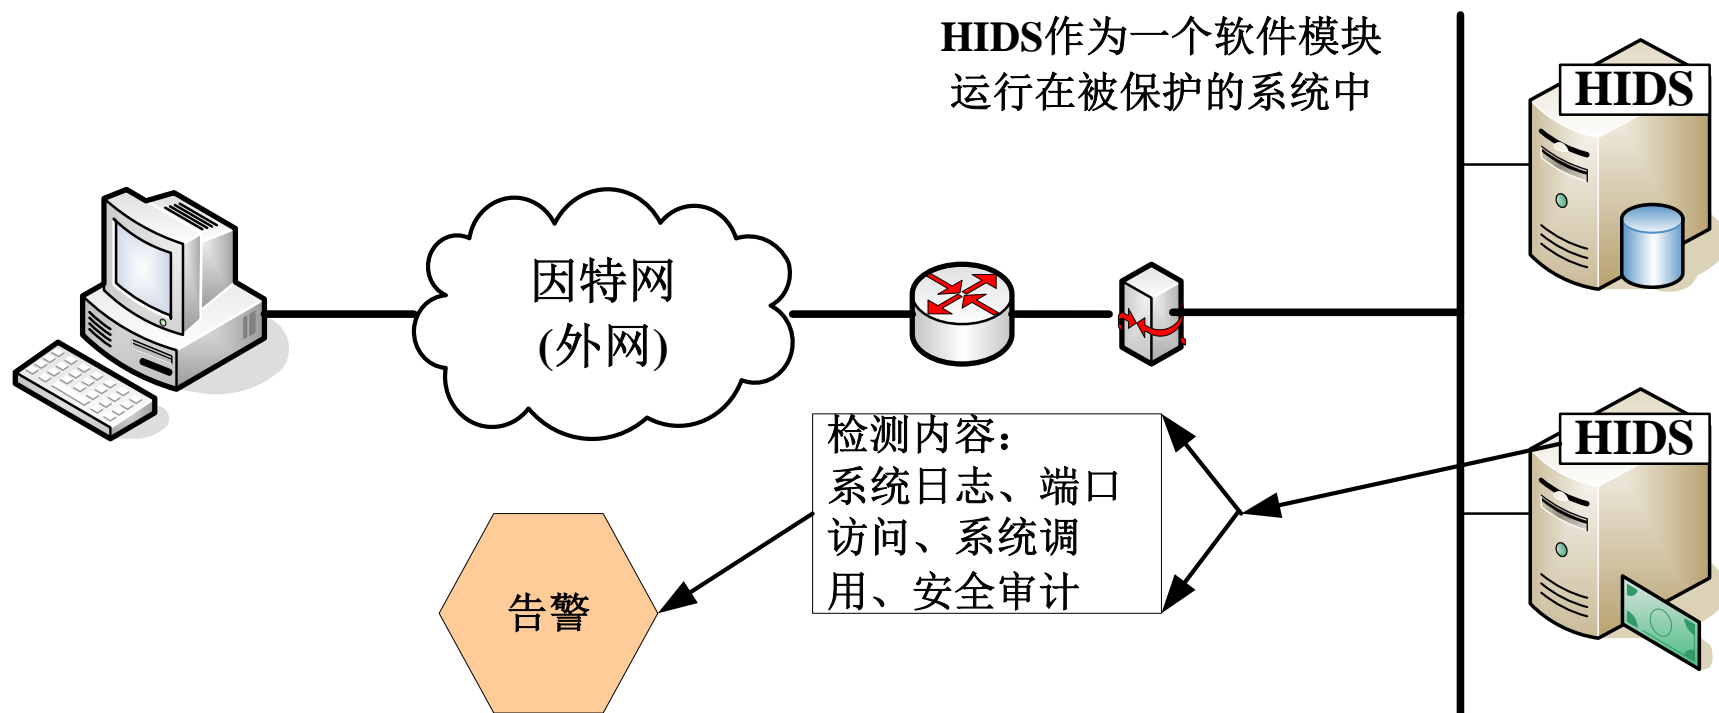 HIDS作为一个软件模块
运行在被保护的系统中
HIDS
因特网
(外网)
检测内容：
系统日志、端口
访问、系统调
用、安全审计
HIDS
告警